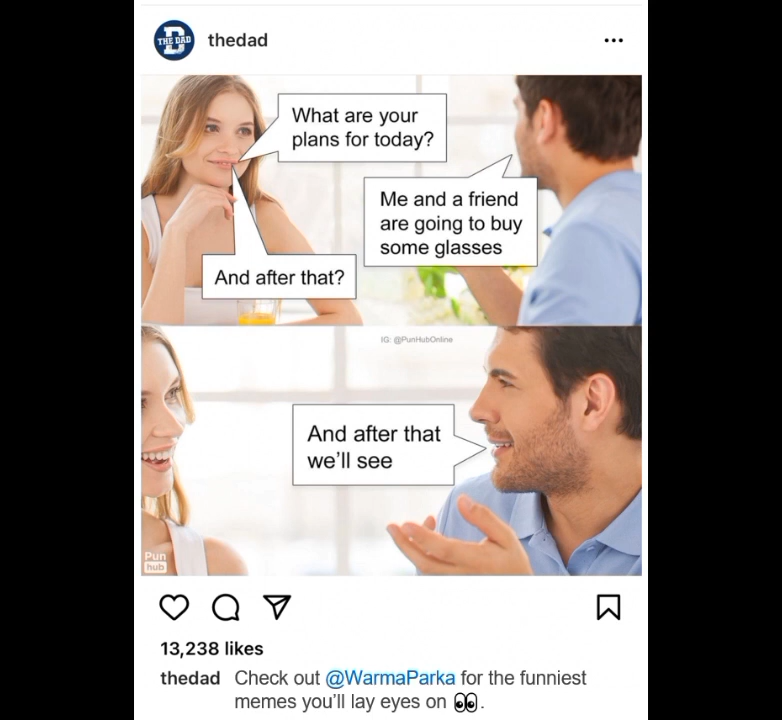 THE DAD
thedad
What are your
plans for today?
Me and a friend
are going to buy
some glasses
And after that?
IG: @PunHubOnline
And after that
we'll see
Pun
hub
13,238 likes
thedad Check out @WarmaParka for the funniest
memes you'll lay eyes on 👀.